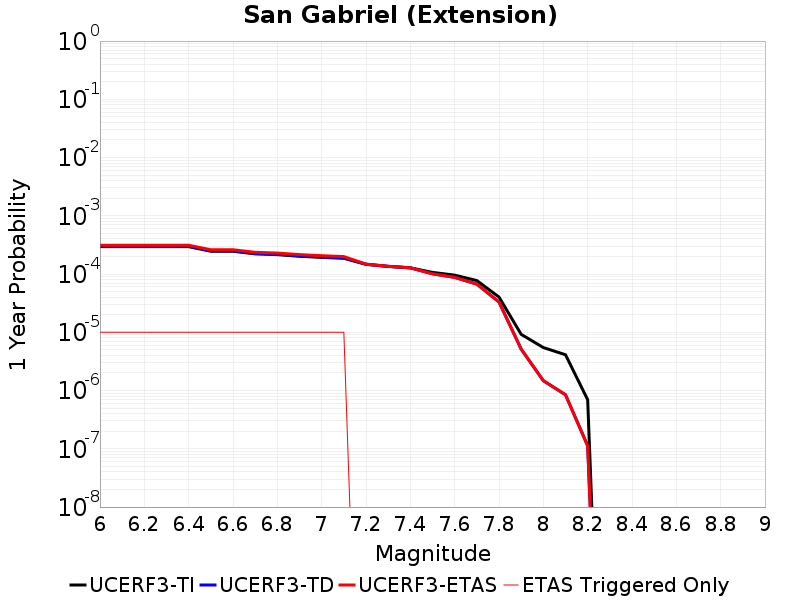 San Gabriel (Extension)
10^0
10^-1
10^-2
10^-3
10^-4
10^-5
10^-6
10^-7
10^-8
1 Year Probability
6 6.2 6.4 6.6 6.8 7 7.2 7.4 7.6 7.8 8 8.2 8.4 8.6 8.8 9
Magnitude
UCERF3-TI UCERF3-TD UCERF3-ETAS ETAS Triggered Only